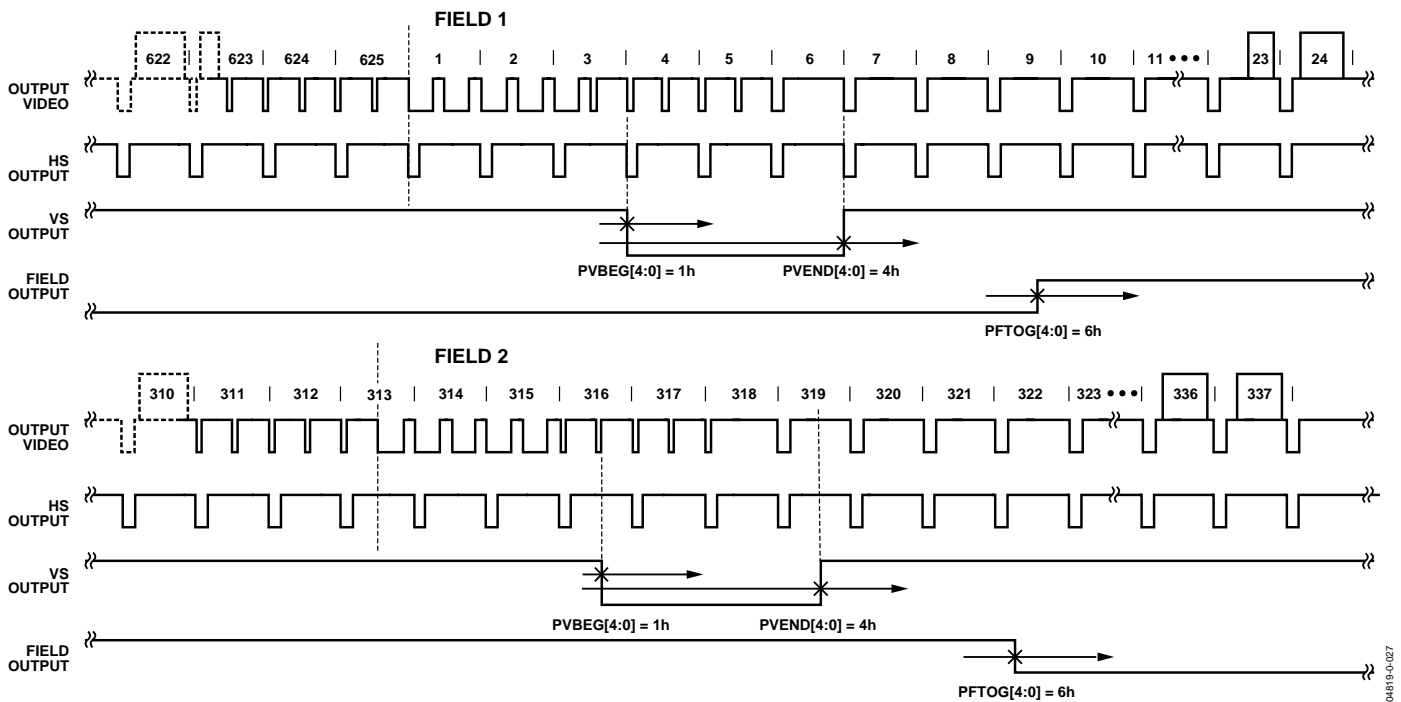 FIELD 1
622 623 624 625 1 2 3 4 5 6 7 8 9 10 11 ••• 23 24
OUTPUT
VIDEO
HS
OUTPUT
VS
OUTPUT
PVBEG[4:0] = 1h PVEND[4:0] = 4h
FIELD
OUTPUT
PFTOG[4:0] = 6h
FIELD 2
310 311 312 313 314 315 316 317 318 319 320 321 322 323 ••• 336 337
OUTPUT
VIDEO
HS
OUTPUT
VS
OUTPUT
PVBEG[4:0] = 1h PVEND[4:0] = 4h
FIELD
OUTPUT
PFTOG[4:0] = 6h
04819-0-027